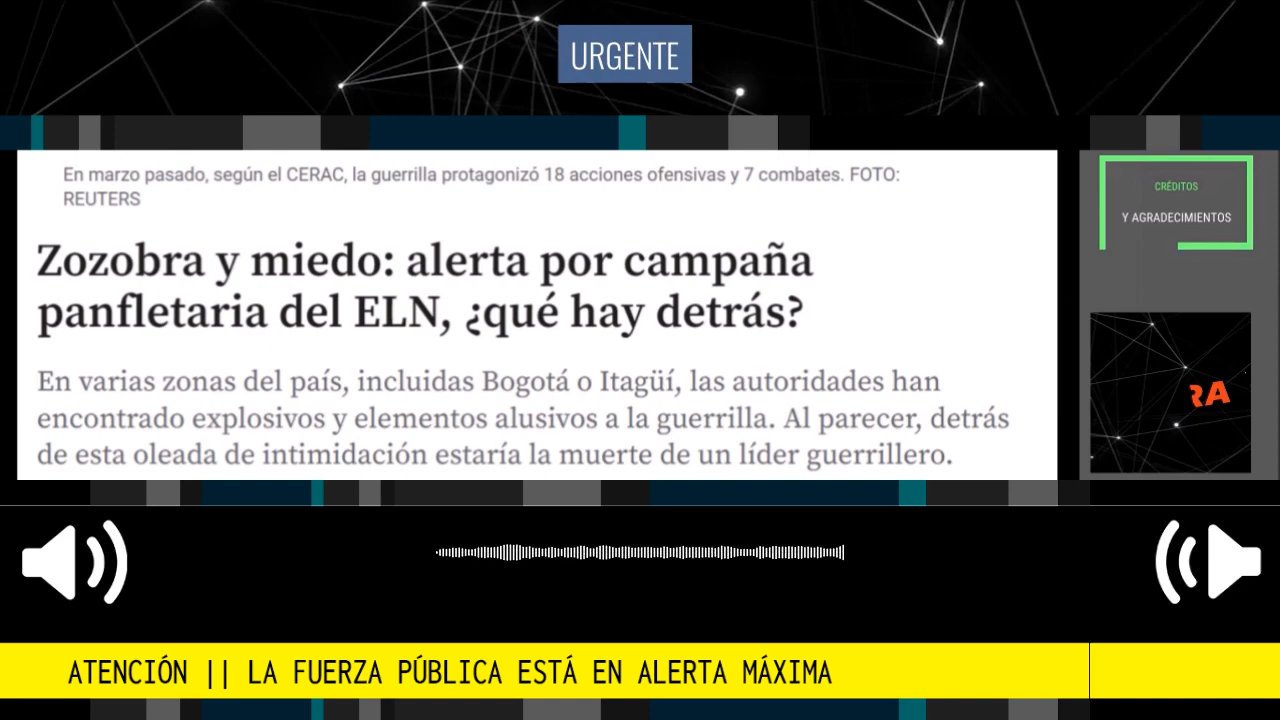 URGENTE
En marzo pasado, según el CERAC, la guerrilla protagonizó 18 acciones ofensivas y 7 combates. FOTO:
REUTERS
Zozobra y miedo: alerta por campaña
panfletaria del ELN, ¿qué hay detrás?
En varias zonas del país, incluidas Bogotá o Itagüí, las autoridades han
encontrado explosivos y elementos alusivos a la guerrilla. Al parecer, detrás
de esta oleada de intimidación estaría la muerte de un líder guerrillero.
CRÉDITOS
Y AGRADECIMIENTOS
RA
ATENCIÓN || LA FUERZA PÚBLICA ESTÁ EN ALERTA MÁXIMA